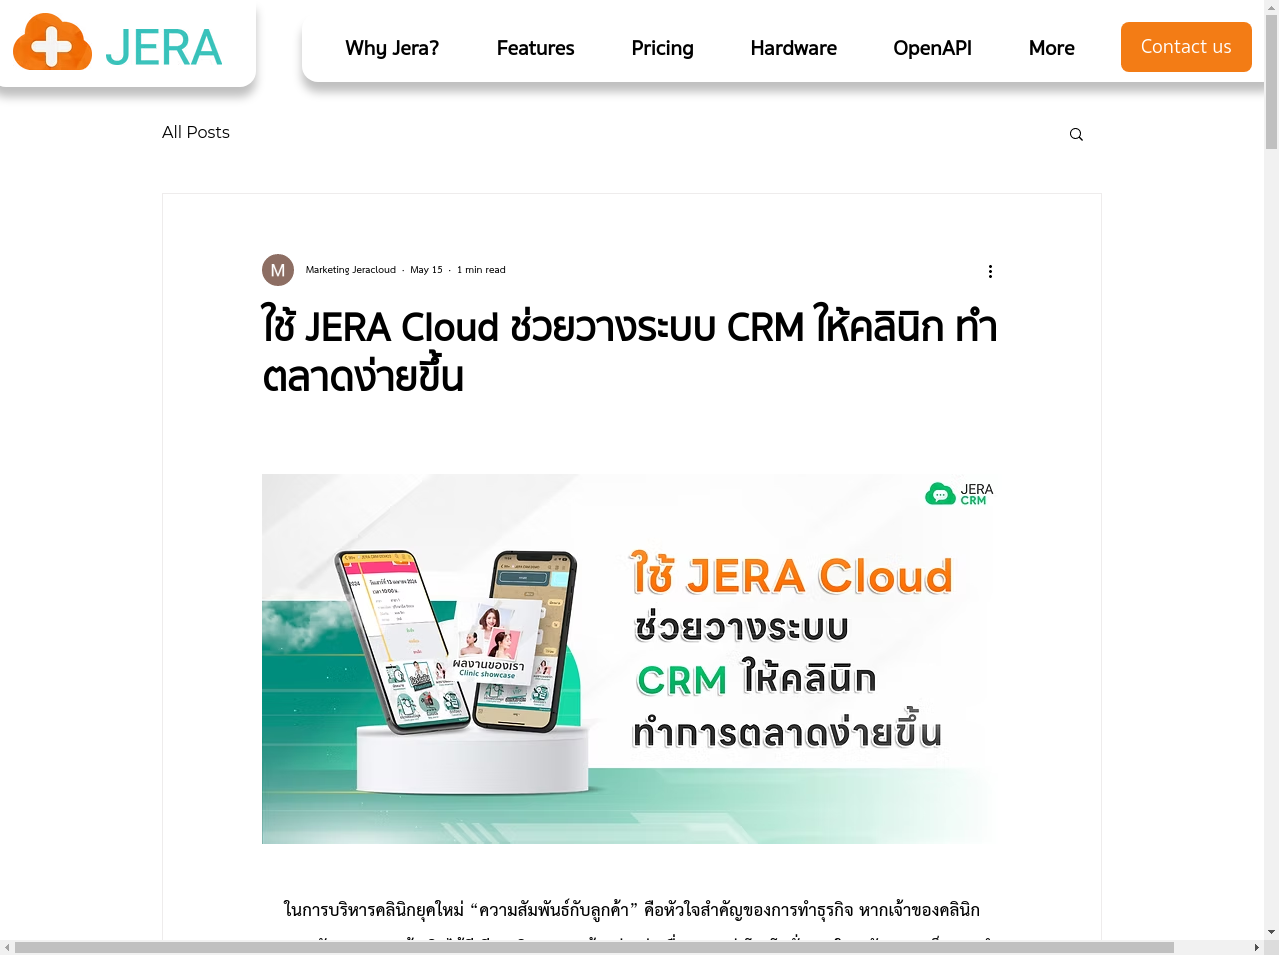 JERA
Why Jera?
Features
Pricing
Hardware
OpenAPI
More
Contact us
All Posts
M
Marketing Jeracloud · May 15 · 1 min read
ใช้ JERA Cloud ช่วยวางระบบ CRM ให้คลินิก ทำ
ตลาดง่ายขึ้น
JERA
CRM
ใช้ JERA Cloud
ช่วยวางระบบ
CRM ให้คลินิก
ทำการตลาดง่ายขึ้น
ผลงานของเรา
Clinic showcase
ในการบริหารคลินิกยุคใหม่ “ความสัมพันธ์กับลูกค้า” คือหัวใจสำคัญของการทำธุรกิจ หากเจ้าของคลินิก